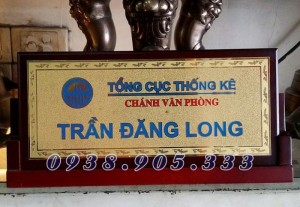 TỔNG CỤC THỐNG KÊ
CHÁNH VĂN PHÒNG
TRẦN ĐĂNG LONG
0938.905.333